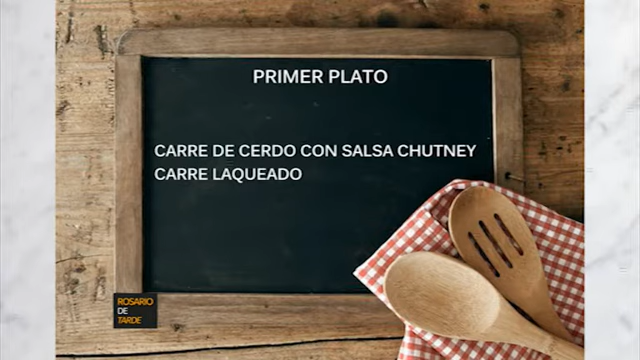 PRIMER PLATO
CARRE DE CERDO CON SALSA CHUTNEY
CARRE LAQUEADO
ROSARIO
DE
TARDE